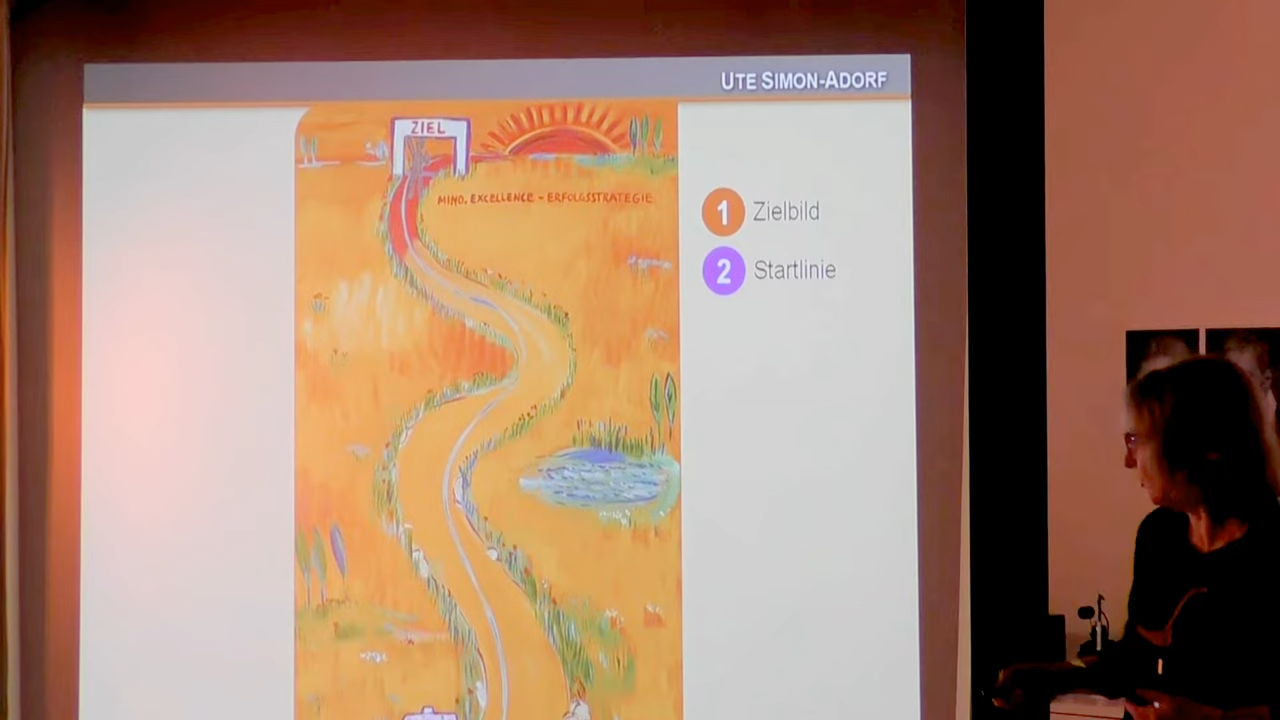 UTE SIMON-ADORF
ZIEL
MIND, EXCELLENCE - ERFOLGSSTRATEGIE
1 Zielbild
2 Startlinie